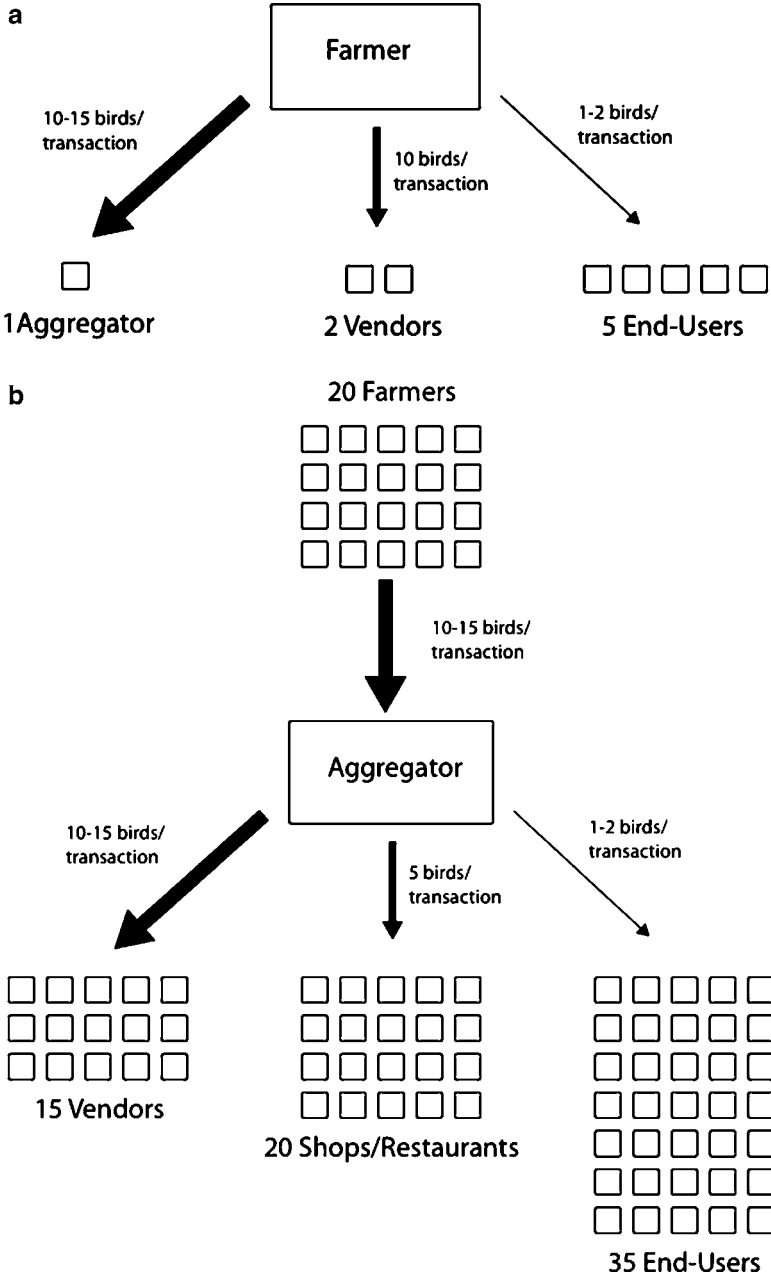 a
Farmer
10-15 birds/
transaction
10 birds/
transaction
1-2 birds/
transaction
1Aggregator
2 Vendors
5 End-Users
b
20 Farmers
10-15 birds/
transaction
Aggregator
10-15 birds/
transaction
5 birds/
transaction
1-2 birds/
transaction
15 Vendors
20 Shops/Restaurants
35 End-Users